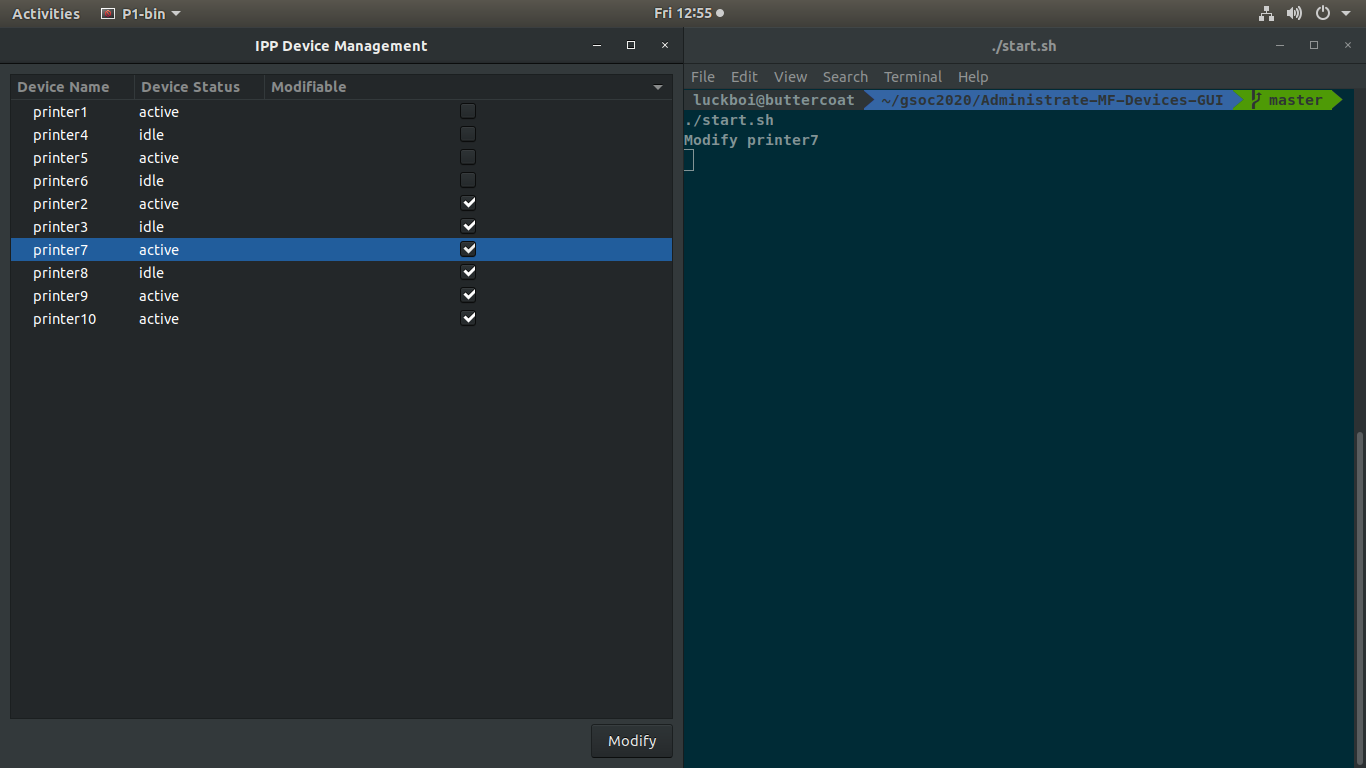 Activities P1-bin Fri 12:55
IPP Device Management
Device Name Device Status Modifiable
printer1 active
printer4 idle
printer5 active
printer6 idle
printer2 active
printer3 idle
printer7 active
printer8 idle
printer9 active
printer10 active
Modify
./start.sh
File Edit View Search Terminal Help
luckboi@buttercoat ~/gsoc2020/Administrate-MF-Devices-GUI master
./start.sh
Modify printer7